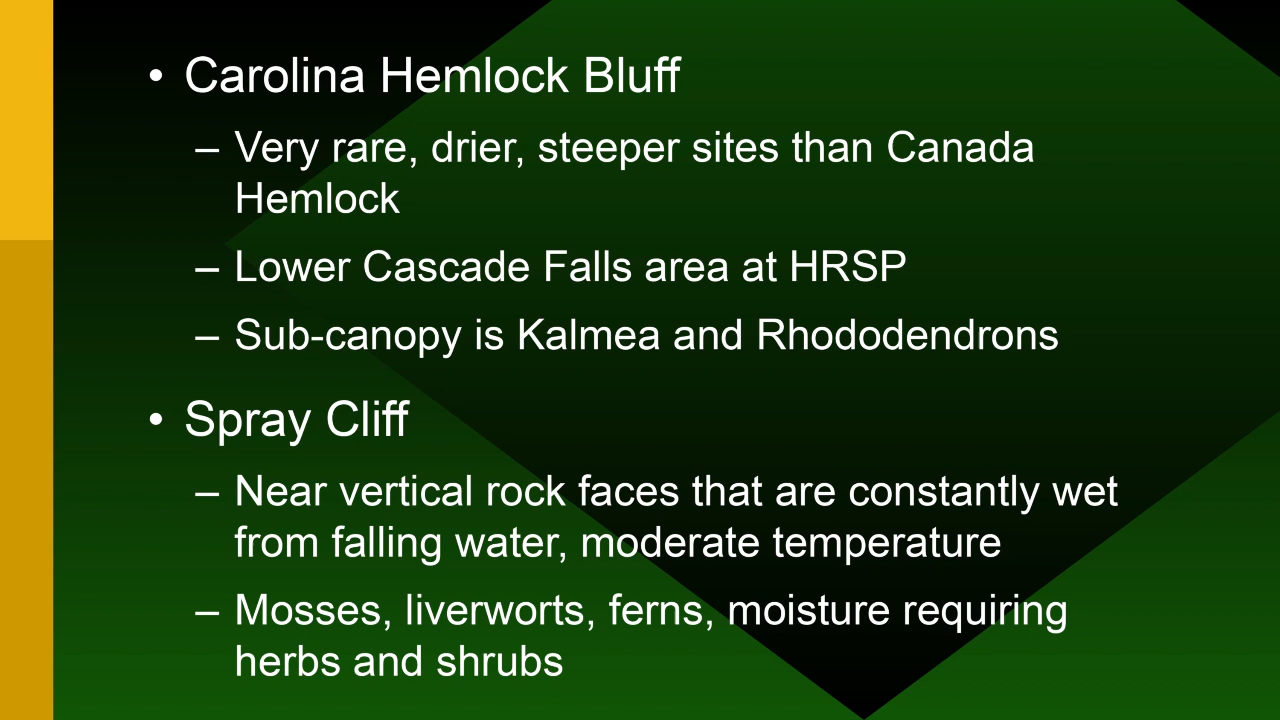 • Carolina Hemlock Bluff
– Very rare, drier, steeper sites than Canada
Hemlock
– Lower Cascade Falls area at HRSP
– Sub-canopy is Kalmea and Rhododendrons
• Spray Cliff
– Near vertical rock faces that are constantly wet
from falling water, moderate temperature
– Mosses, liverworts, ferns, moisture requiring
herbs and shrubs